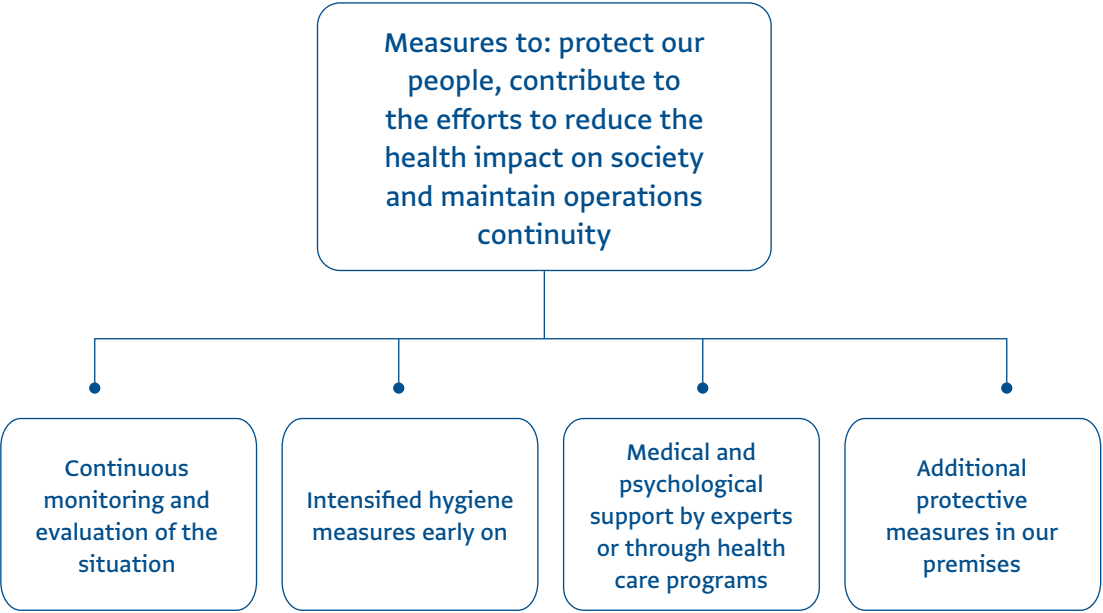 Measures to: protect our
people, contribute to
the efforts to reduce the
health impact on society
and maintain operations
continuity
Continuous
monitoring and
evaluation of the
situation
Intensified hygiene
measures early on
Medical and
psychological
support by experts
or through health
care programs
Additional
protective
measures in our
premises